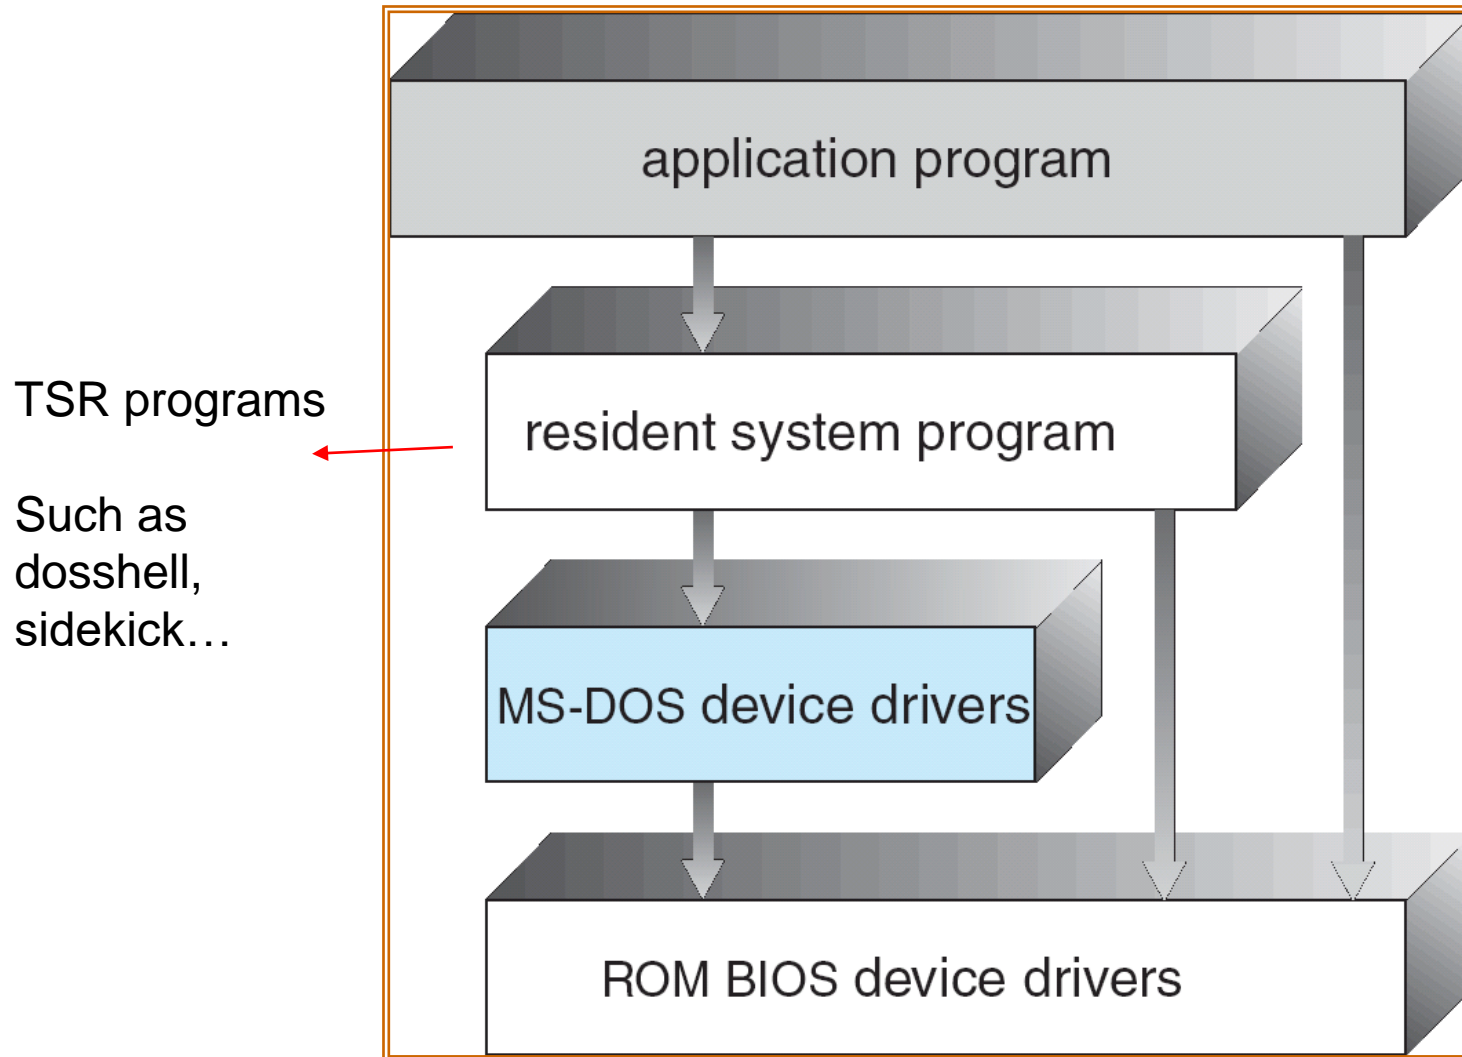 application program
TSR programs
resident system program
Such as
dosshell,
sidekick…
MS-DOS device drivers
ROM BIOS device drivers